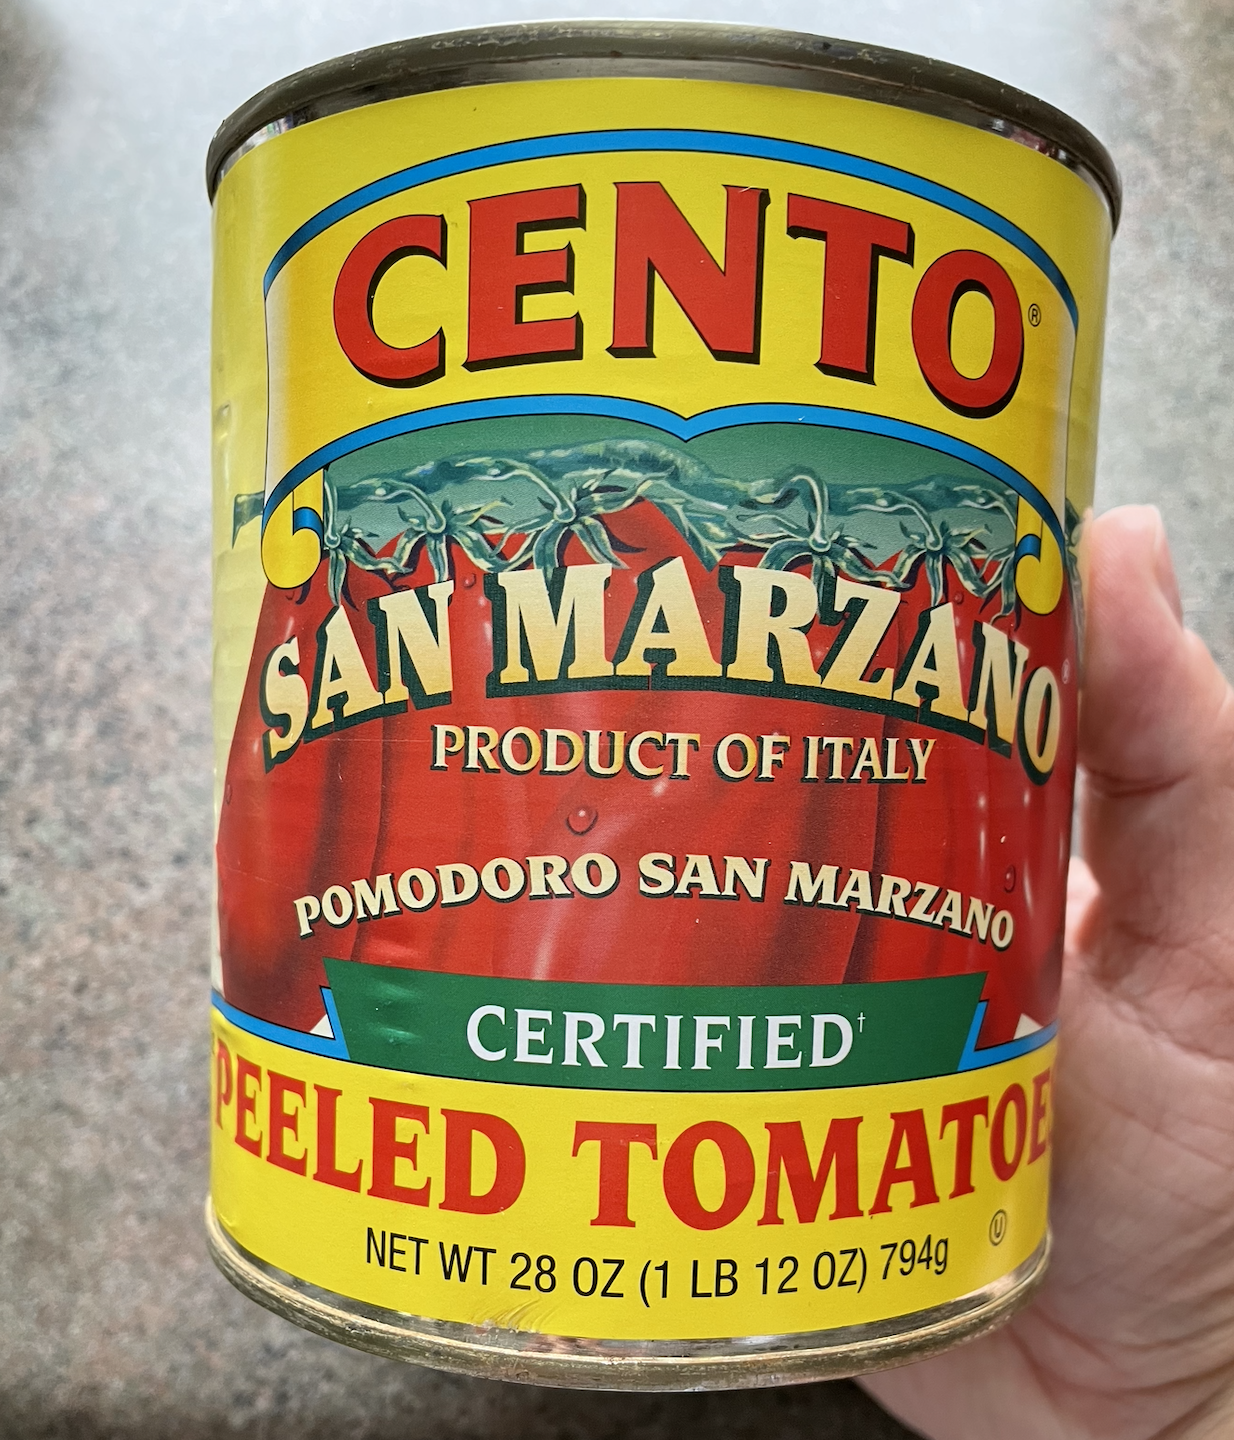 CENTO®
SAN MARZANO®
PRODUCT OF ITALY
POMODORO SAN MARZANO
CERTIFIED†
PEELED TOMATOES
NET WT 28 OZ (1 LB 12 OZ) 794g
U